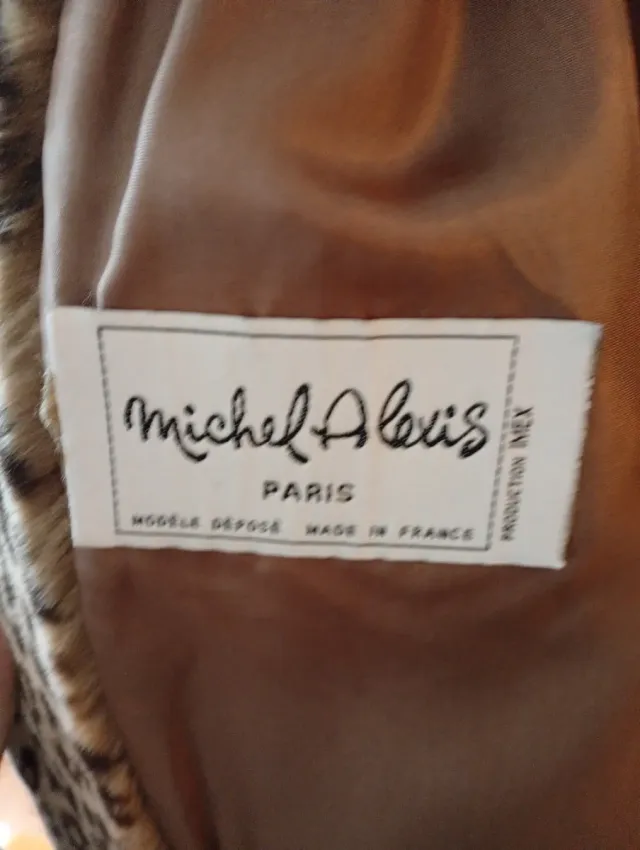 Michel Alexis
PARIS
MODÈLE DÉPOSÉ MADE IN FRANCE
PRODUCTION IMEX